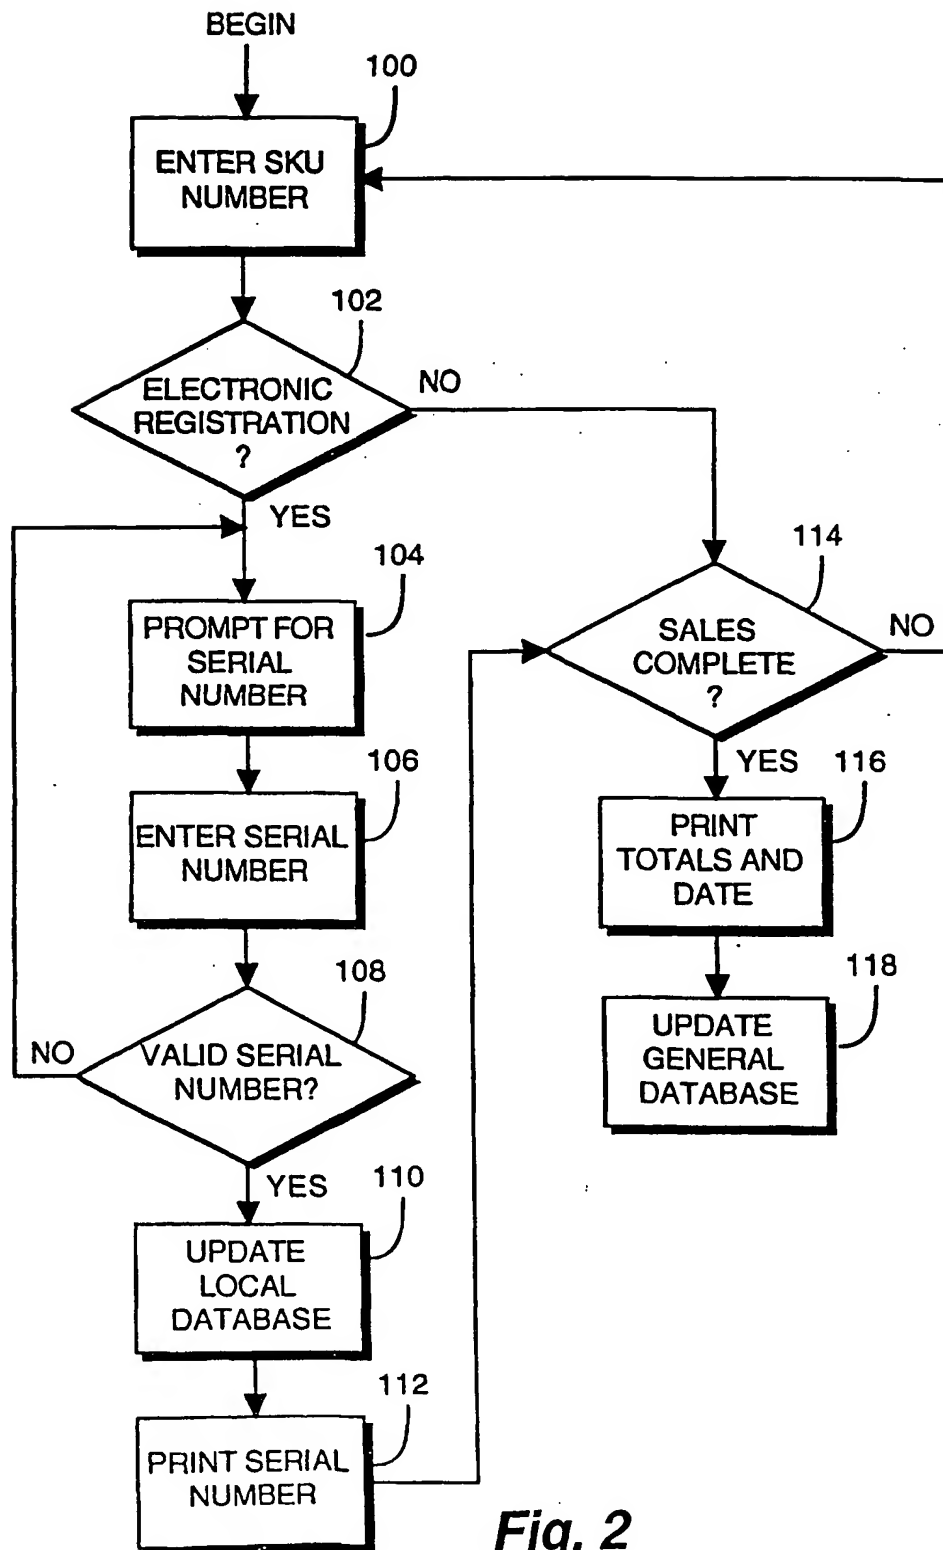 BEGIN
100
ENTER SKU
NUMBER
102
ELECTRONIC
REGISTRATION
?
NO
YES
104
PROMPT FOR
SERIAL
NUMBER
106
ENTER SERIAL
NUMBER
108
VALID SERIAL
NUMBER?
NO
YES
110
UPDATE
LOCAL
DATABASE
112
PRINT SERIAL
NUMBER
114
SALES
COMPLETE
?
NO
YES
116
PRINT
TOTALS AND
DATE
118
UPDATE
GENERAL
DATABASE
Fig. 2